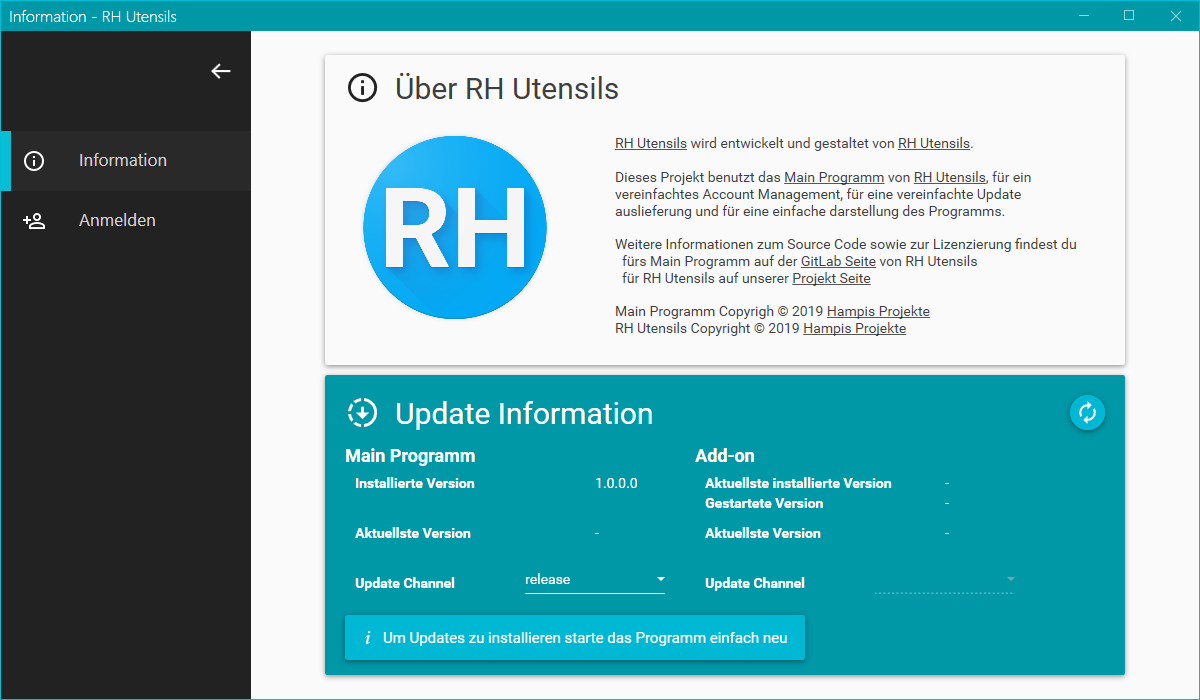 Information - RH Utensils
Information
Anmelden
Über RH Utensils
RH
RH Utensils wird entwickelt und gestaltet von RH Utensils.
Dieses Projekt benutzt das Main Programm von RH Utensils, für ein
vereinfachtes Account Management, für eine vereinfachte Update
auslieferung und für eine einfache darstellung des Programms.
Weitere Informationen zum Source Code sowie zur Lizenzierung findest du
fürs Main Programm auf der GitLab Seite von RH Utensils
für RH Utensils auf unserer Projekt Seite
Main Programm Copyrigh © 2019 Hampis Projekte
RH Utensils Copyright © 2019 Hampis Projekte
Update Information
Main Programm
Installierte Version 1.0.0.0
Aktuellste Version -
Update Channel release
Add-on
Aktuellste installierte Version -
Gestartete Version -
Aktuellste Version -
Update Channel
i Um Updates zu installieren starte das Programm einfach neu